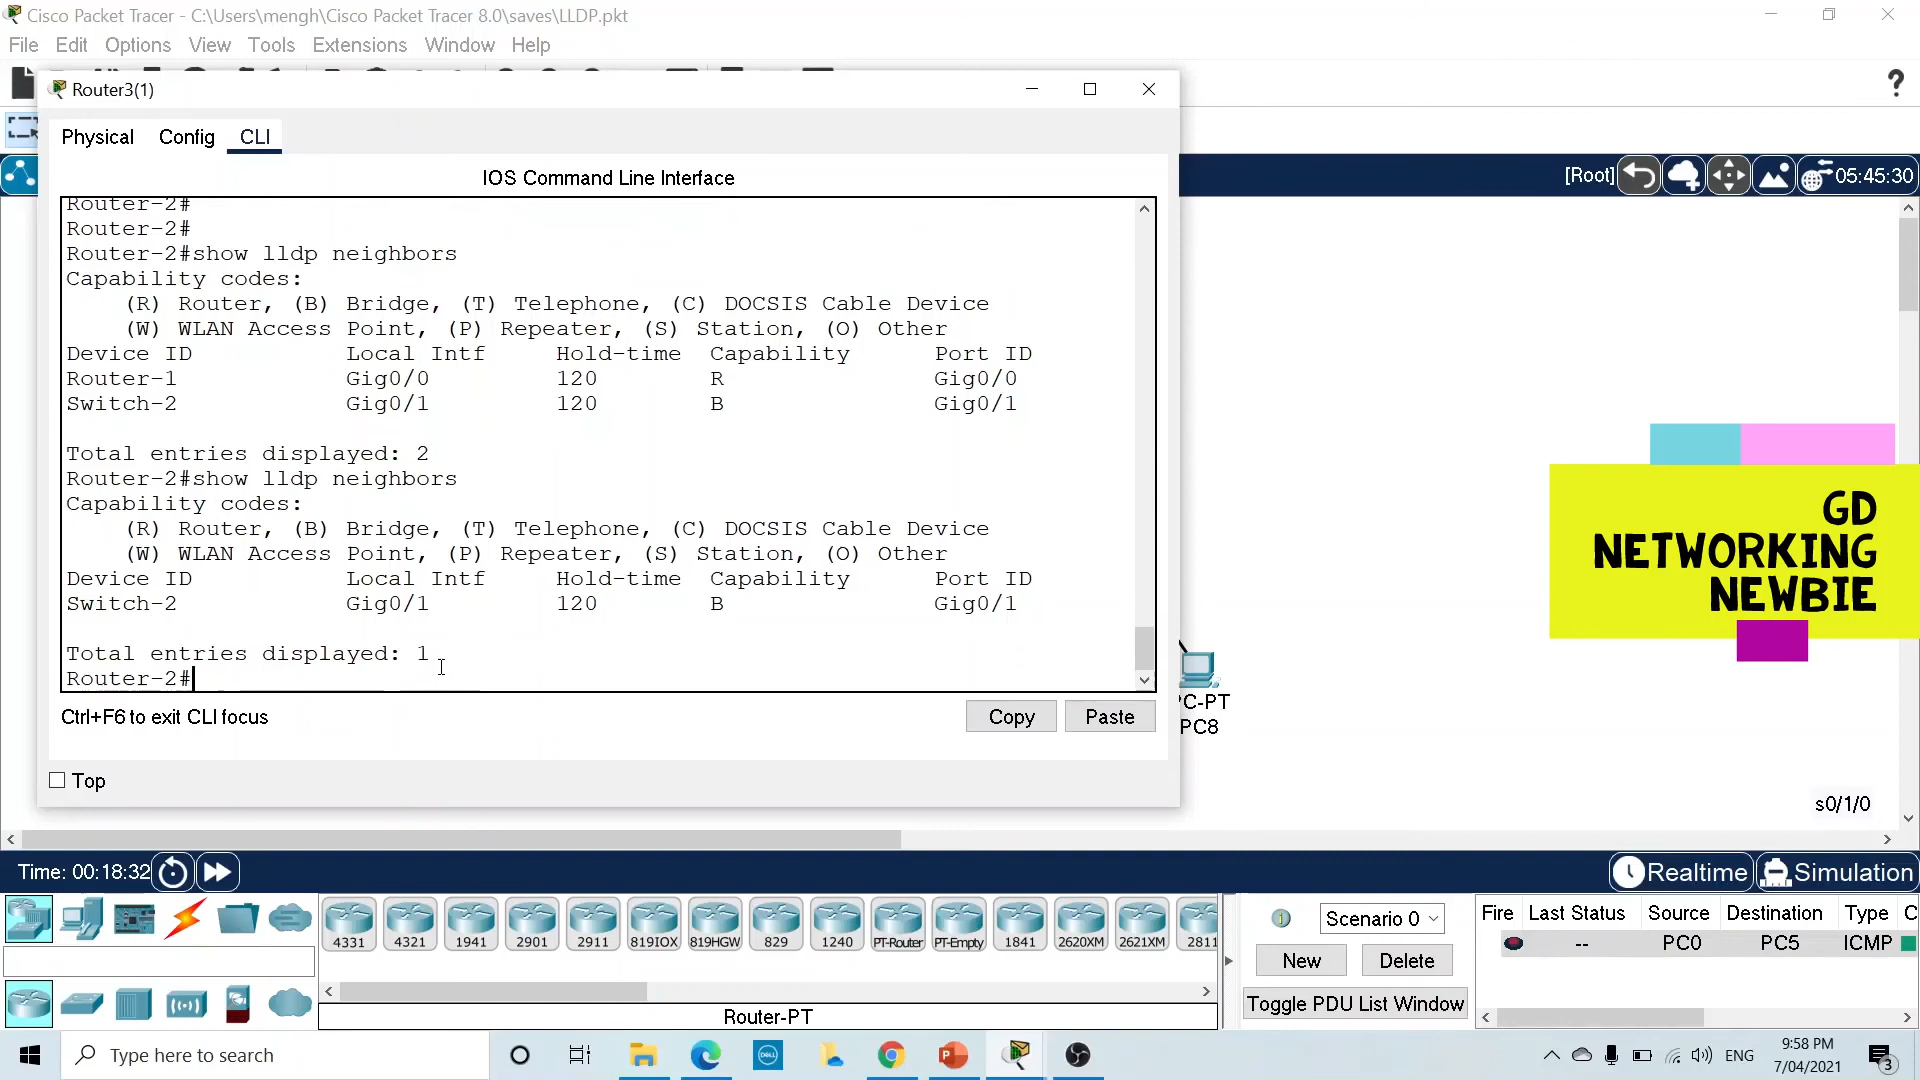 Cisco Packet Tracer - C:\Users\mengh\Cisco Packet Tracer 8.0\saves\LLDP.pkt
File Edit Options View Tools Extensions Window Help
?
Router3(1)
Physical Config CLI
IOS Command Line Interface
[Root] 05:45:30
Router-2#
Router-2#
Router-2#show lldp neighbors
Capability codes:
(R) Router, (B) Bridge, (T) Telephone, (C) DOCSIS Cable Device
(W) WLAN Access Point, (P) Repeater, (S) Station, (O) Other
Device ID Local Intf Hold-time Capability Port ID
Router-1 Gig0/0 120 R Gig0/0
Switch-2 Gig0/1 120 B Gig0/1
Total entries displayed: 2
Router-2#show lldp neighbors
Capability codes:
(R) Router, (B) Bridge, (T) Telephone, (C) DOCSIS Cable Device
(W) WLAN Access Point, (P) Repeater, (S) Station, (O) Other
Device ID Local Intf Hold-time Capability Port ID
Switch-2 Gig0/1 120 B Gig0/1
Total entries displayed: 1
Router-2#
Ctrl+F6 to exit CLI focus
Copy Paste
Top
GD
NETWORKING
NEWBIE
C-PT
PC8
s0/1/0
Time: 00:18:32
Realtime Simulation
4331 4321 1941 2901 2911 819IOX 819HGW 829 1240 PT-Router PT-Empty 1841 2620XM 2621XM 2811
Router-PT
Scenario 0
New Delete
Toggle PDU List Window
Fire Last Status Source Destination Type C
-- PC0 PC5 ICMP
Type here to search
DELL
ENG
9:58 PM
7/04/2021
3